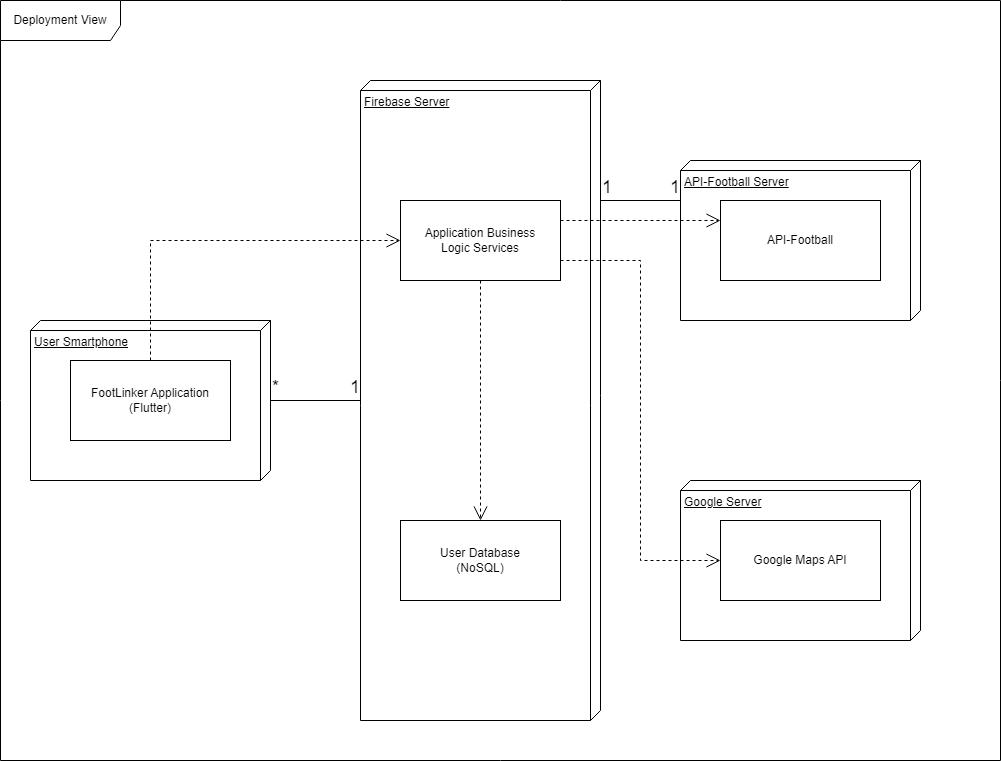 Deployment View
Firebase Server
Application Business
Logic Services
User Database
(NoSQL)
User Smartphone
FootLinker Application
(Flutter)
*
1
1
1
API-Football Server
API-Football
Google Server
Google Maps API